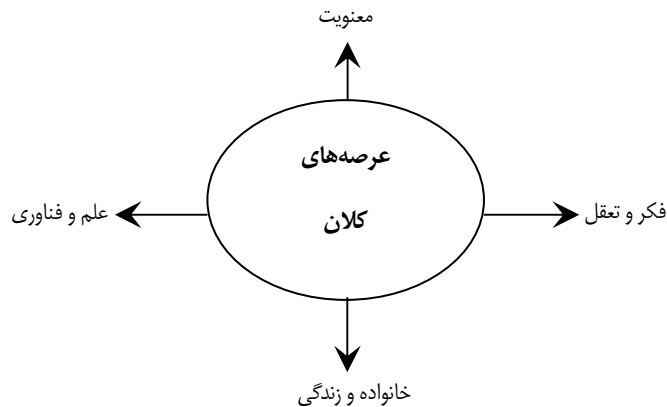 معنویت
عرصه‌های
کلان
فکر و تعقل
علم و فناوری
خانواده و زندگی